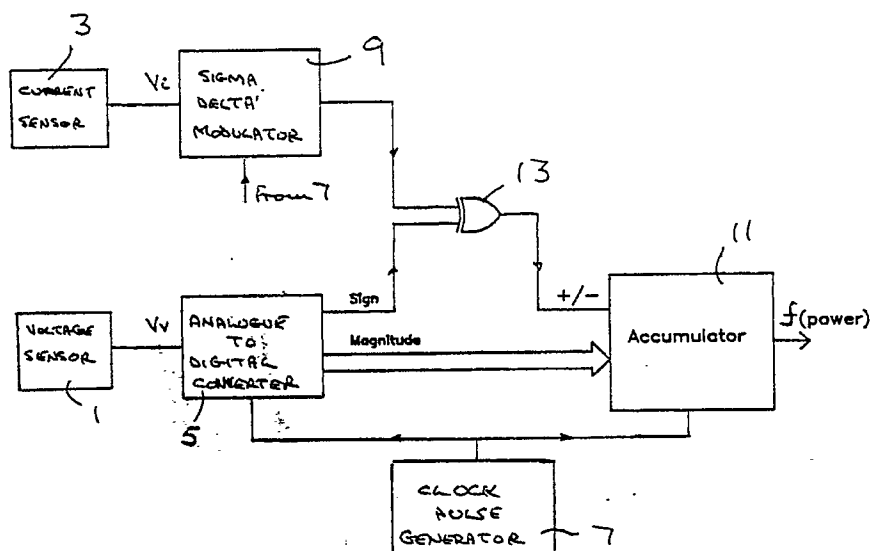 3
CURRENT
SENSOR
Vi
9
SIGMA
DELTA
MODULATOR
From 7
13
11
+/-
Accumulator
f(power)
Sign
Magnitude
VOLTAGE
SENSOR
1
Vv
ANALOGUE
TO
DIGITAL
CONVERTER
5
CLOCK
PULSE
GENERATOR
7